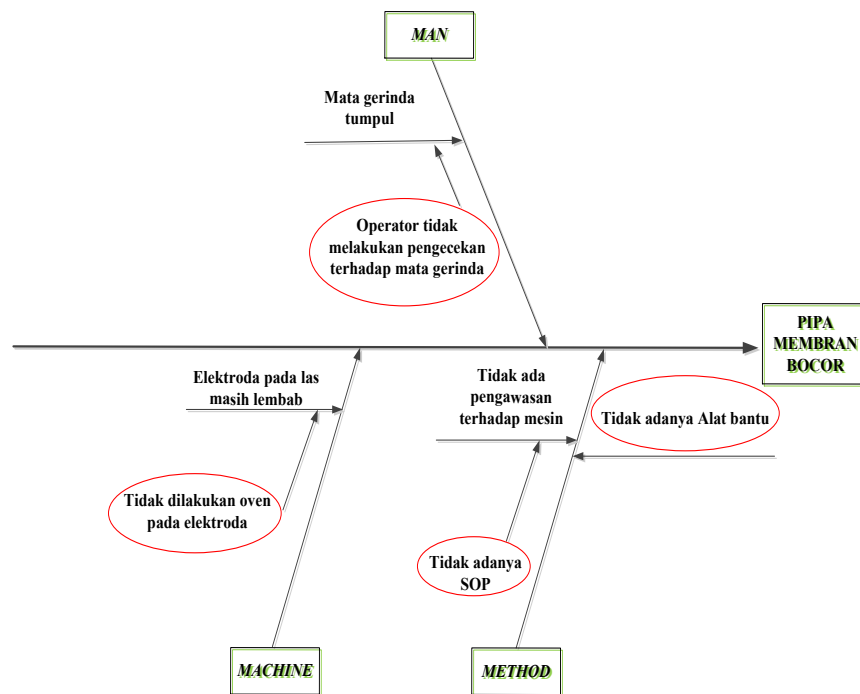 MAN
Mata gerinda
tumpul
Operator tidak
melakukan pengecekan
terhadap mata gerinda
PIPA
MEMBRAN
BOCOR
Elektroda pada las
masih lembab
Tidak ada
pengawasan
terhadap mesin
Tidak adanya Alat bantu
Tidak dilakukan oven
pada elektroda
Tidak adanya
SOP
MACHINE
METHOD